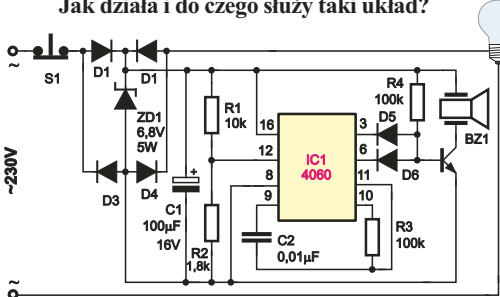 Jak działa i do czego służy taki układ?
~
S1
D1
D1
ZD1
6,8V
5W
R1
10k
R4
100k
D5
BZ1
16
3
12
6
8
11
9
10
IC1
4060
D6
~230V
D3
D4
C1
100µF
16V
R2
1,8k
C2
0,01µF
R3
100k
~